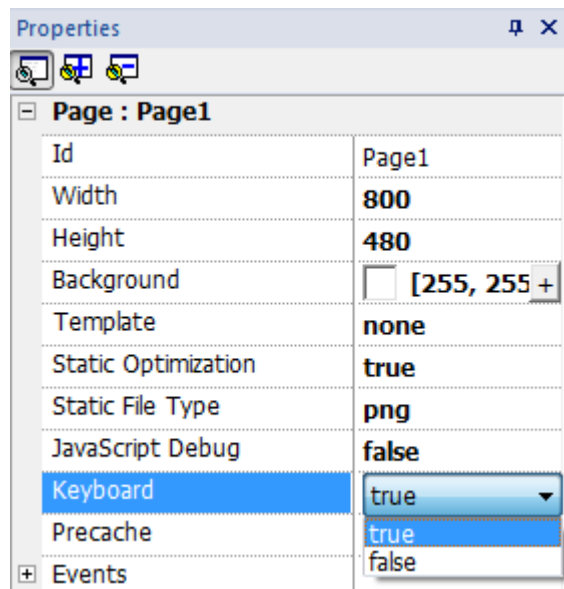 Properties
Page : Page1
Id Page1
Width 800
Height 480
Background [255, 255 +
Template none
Static Optimization true
Static File Type png
JavaScript Debug false
Keyboard true
Precache true
Events false